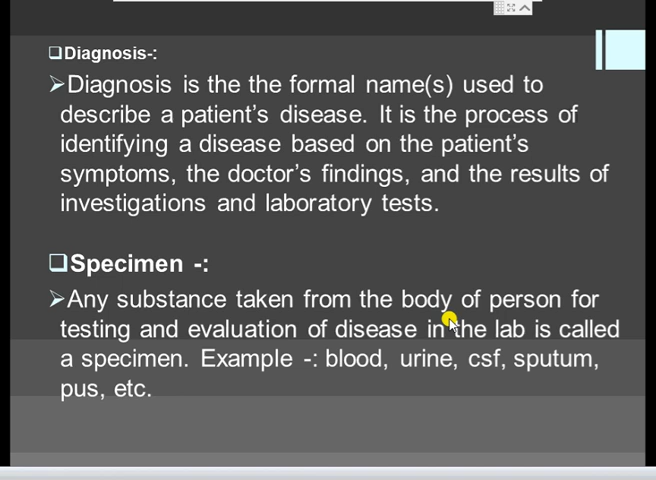 ❑Diagnosis-:
➢Diagnosis is the the formal name(s) used to
describe a patient's disease. It is the process of
identifying a disease based on the patient's
symptoms, the doctor's findings, and the results of
investigations and laboratory tests.
❑Specimen -:
➢Any substance taken from the body of person for
testing and evaluation of disease in the lab is called
a specimen. Example -: blood, urine, csf, sputum,
pus, etc.